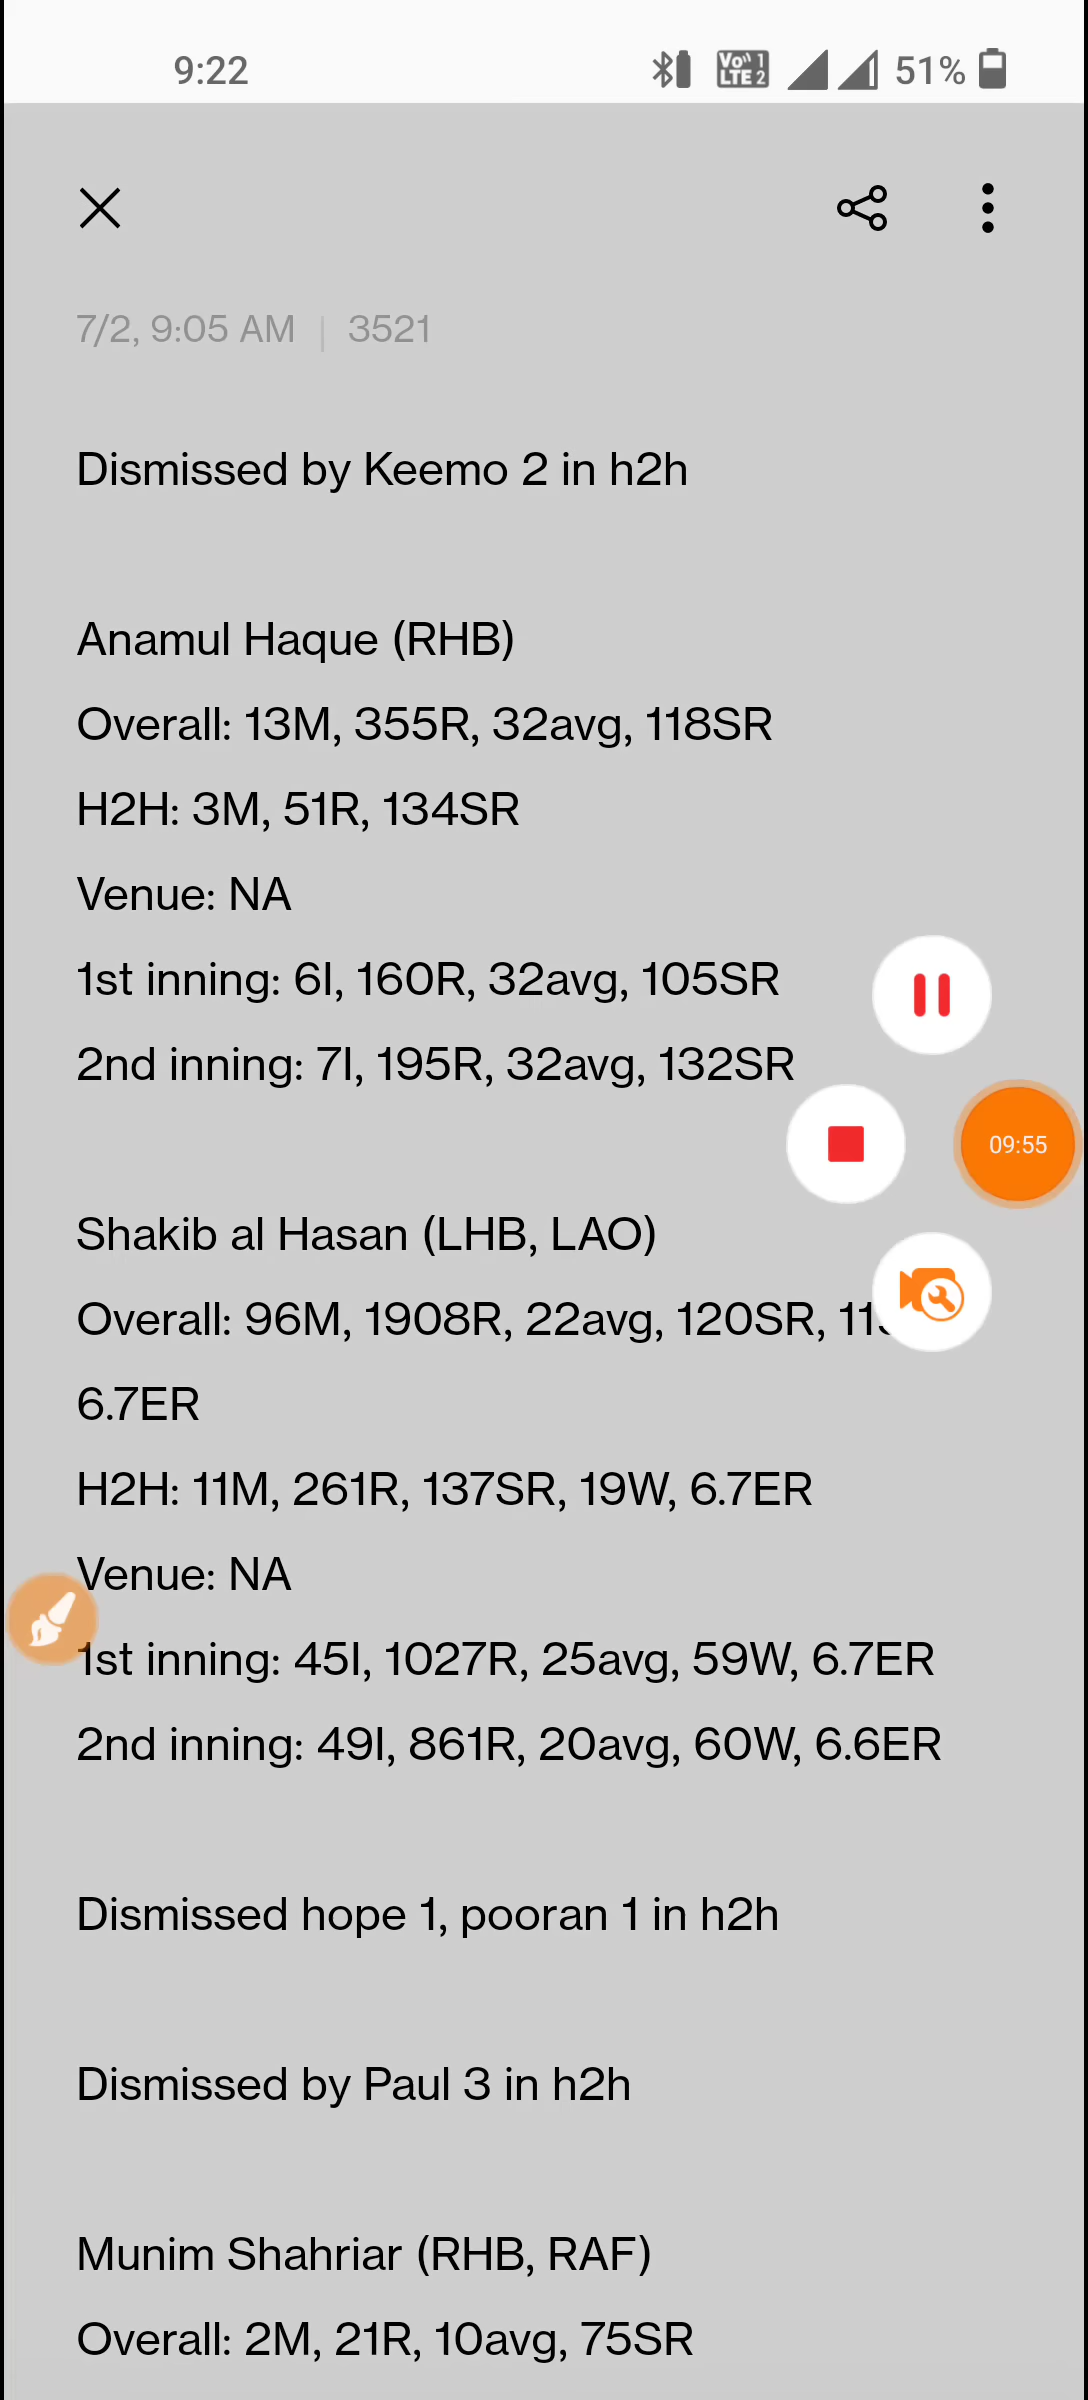 9:22
Vo 1
LTE 2
51%
7/2, 9:05 AM | 3521
Dismissed by Keemo 2 in h2h
Anamul Haque (RHB)
Overall: 13M, 355R, 32avg, 118SR
H2H: 3M, 51R, 134SR
Venue: NA
1st inning: 6I, 160R, 32avg, 105SR
2nd inning: 7I, 195R, 32avg, 132SR
09:55
Shakib al Hasan (LHB, LAO)
Overall: 96M, 1908R, 22avg, 120SR,
6.7ER
H2H: 11M, 261R, 137SR, 19W, 6.7ER
Venue: NA
1st inning: 45I, 1027R, 25avg, 59W, 6.7ER
2nd inning: 49I, 861R, 20avg, 60W, 6.6ER
Dismissed hope 1, pooran 1 in h2h
Dismissed by Paul 3 in h2h
Munim Shahriar (RHB, RAF)
Overall: 2M, 21R, 10avg, 75SR